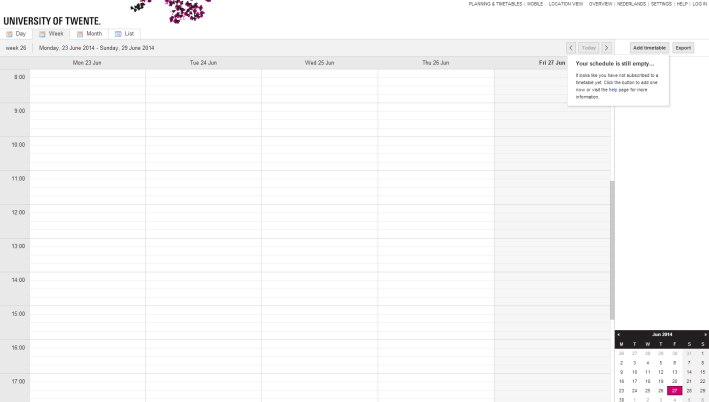 PLANNING & TIMETABLES | MOBILE LOCATION VIEW OVERVIEW | NEDERLANDS | SETTINGS | HELP | LOG IN
UNIVERSITY OF TWENTE.
Day Week Month List
week 26 Monday, 23 June 2014 - Sunday, 29 June 2014 < Today > Add timetable Export
Mon 23 Jun Tue 24 Jun Wed 25 Jun Thu 26 Jun Fri 27 Jun
Your schedule is still empty...
It looks like you have not subscribed to a
timetable yet. Click the button to add one
now or visit the help page for more
information.
8:00
9:00
10:00
11:00
12:00
13:00
14:00
15:00
16:00
17:00
< Jun 2014 >
M T W T F S S
26 27 28 29 30 31 1
2 3 4 5 6 7 8
9 10 11 12 13 14 15
16 17 18 19 20 21 22
23 24 25 26 27 28 29
30 1 2 3 4 5 6